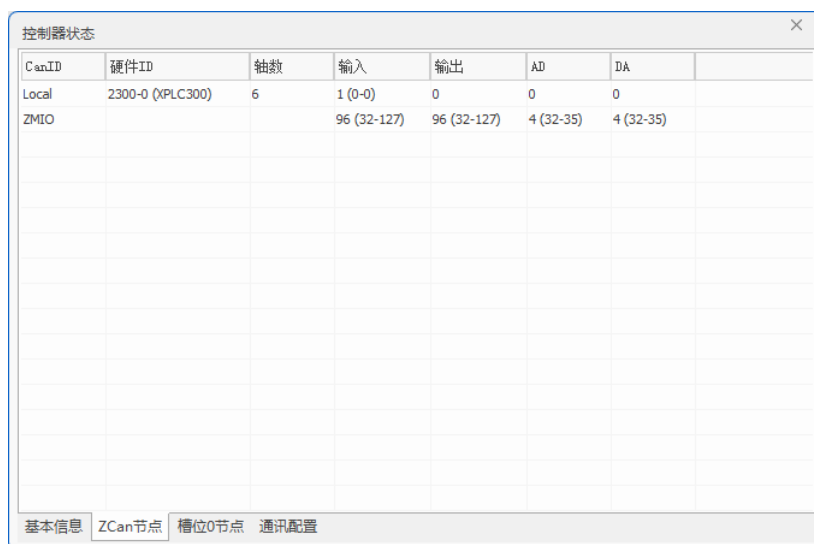 控制器状态
CanID 硬件ID 轴数 输入 输出 AD DA
Local 2300-0 (XPLC300) 6 1 (0-0) 0 0 0
ZMIO 96 (32-127) 96 (32-127) 4 (32-35) 4 (32-35)
基本信息 ZCan节点 槽位0节点 通讯配置